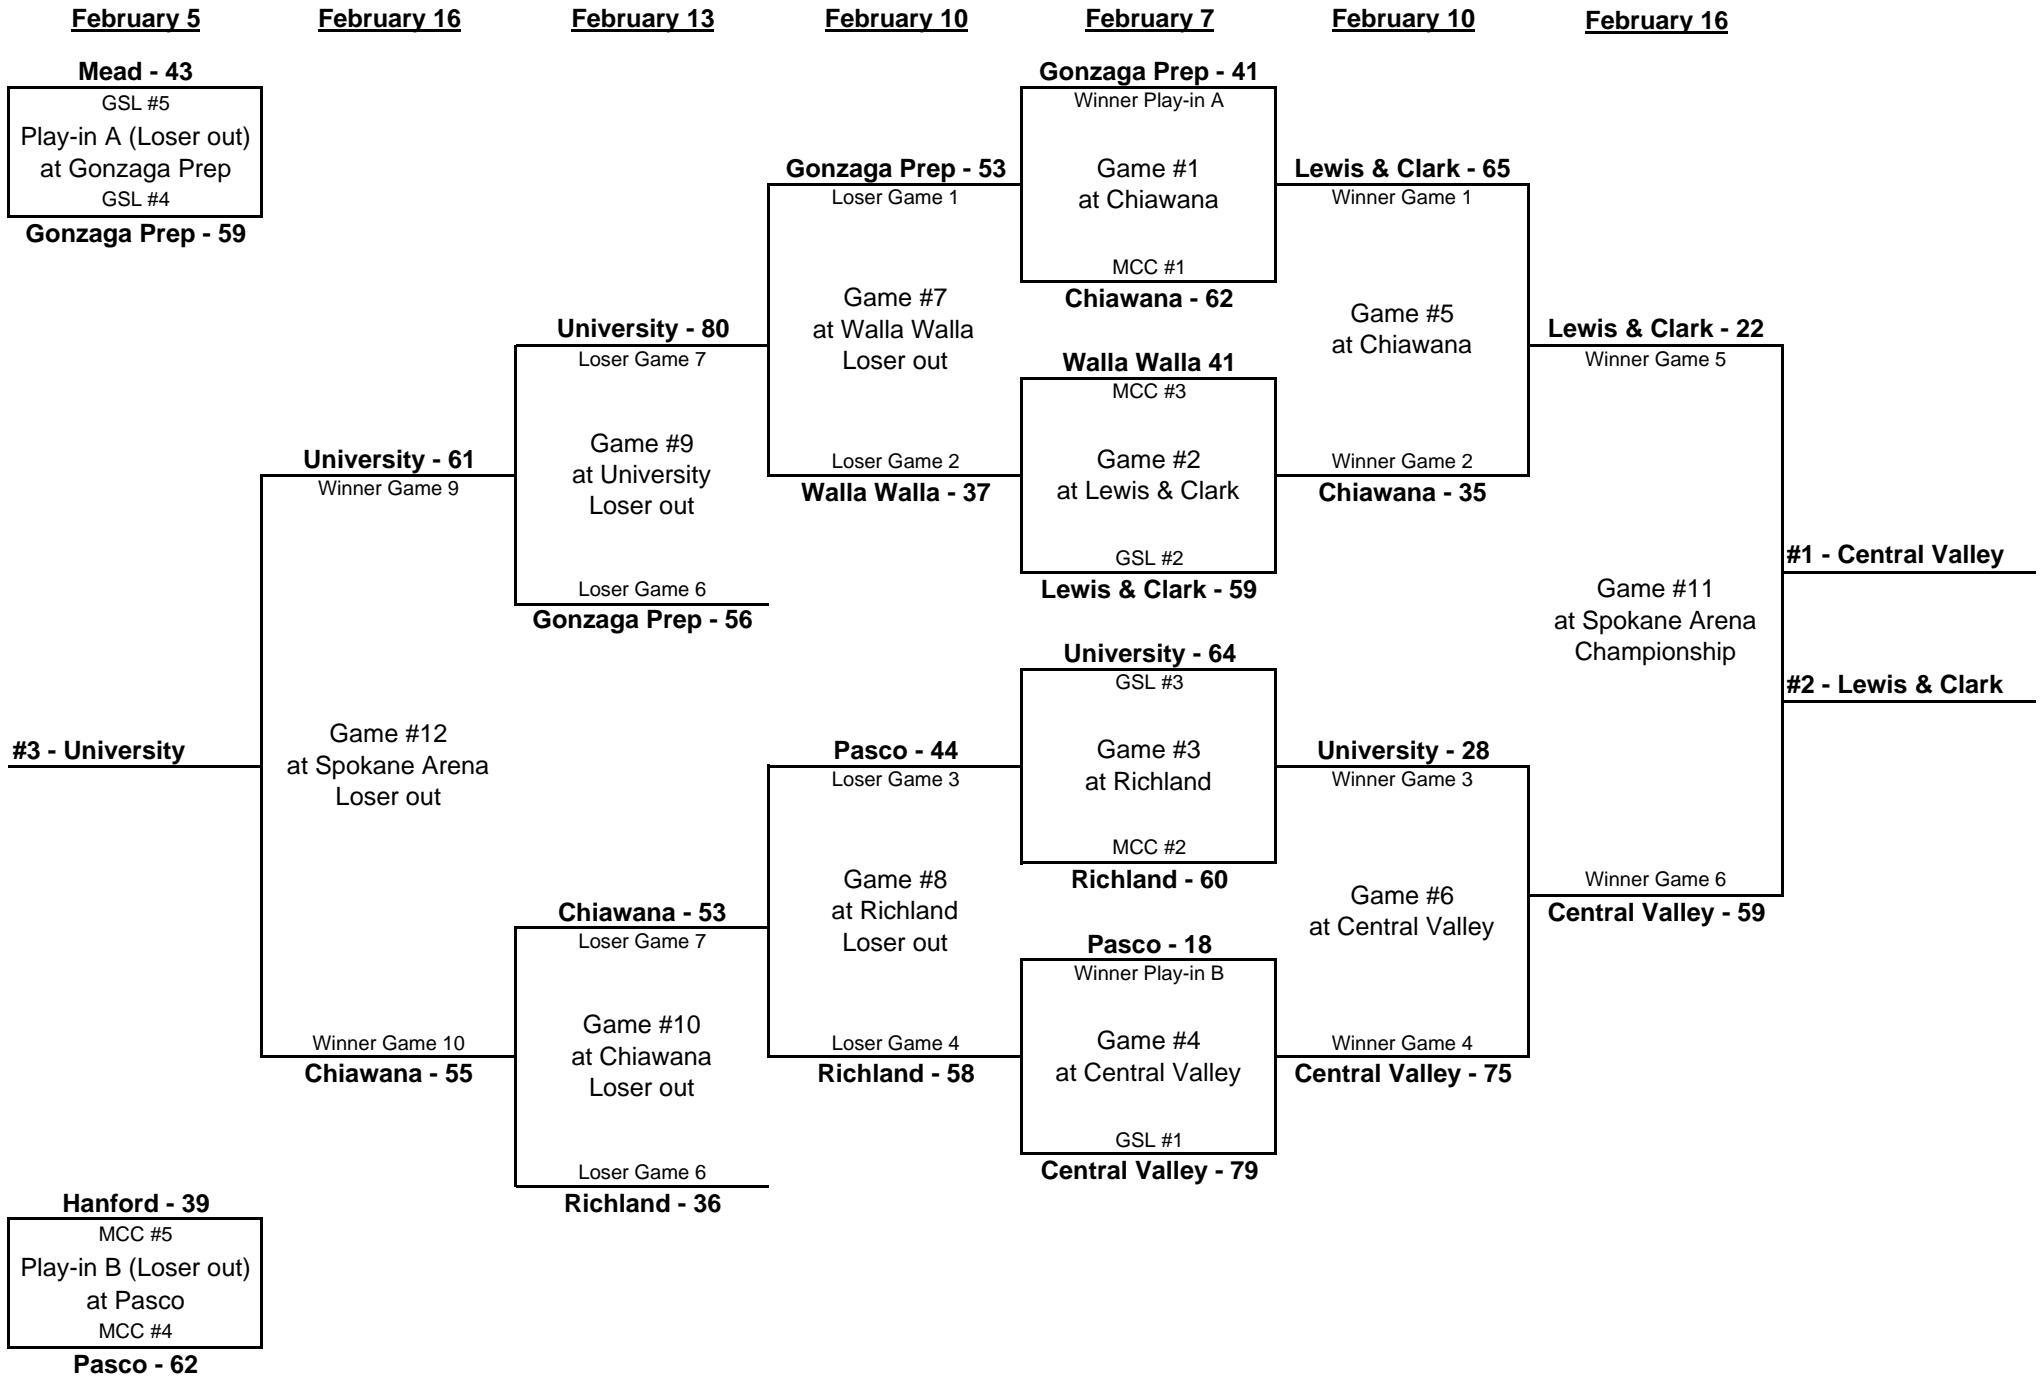 February 5
February 16
February 13
February 10
February 7
February 10
February 16
Mead - 43
GSL #5
Play-in A (Loser out)
at Gonzaga Prep
GSL #4
Gonzaga Prep - 59
Hanford - 39
MCC #5
Play-in B (Loser out)
at Pasco
MCC #4
Pasco - 62
#3 - University
University - 61
Winner Game 9
Game #12
at Spokane Arena
Loser out
Winner Game 10
Chiawana - 55
University - 80
Loser Game 7
Game #9
at University
Loser out
Loser Game 6
Gonzaga Prep - 56
Chiawana - 53
Loser Game 7
Game #10
at Chiawana
Loser out
Loser Game 6
Richland - 36
Gonzaga Prep - 53
Loser Game 1
Game #7
at Walla Walla
Loser out
Loser Game 2
Walla Walla - 37
Pasco - 44
Loser Game 3
Game #8
at Richland
Loser out
Loser Game 4
Richland - 58
Gonzaga Prep - 41
Winner Play-in A
Game #1
at Chiawana
MCC #1
Chiawana - 62
Walla Walla 41
MCC #3
Game #2
at Lewis & Clark
GSL #2
Lewis & Clark - 59
University - 64
GSL #3
Game #3
at Richland
MCC #2
Richland - 60
Pasco - 18
Winner Play-in B
Game #4
at Central Valley
GSL #1
Central Valley - 79
Lewis & Clark - 65
Winner Game 1
Game #5
at Chiawana
Winner Game 2
Chiawana - 35
University - 28
Winner Game 3
Game #6
at Central Valley
Winner Game 4
Central Valley - 75
Lewis & Clark - 22
Winner Game 5
Game #11
at Spokane Arena
Championship
Winner Game 6
Central Valley - 59
#1 - Central Valley
#2 - Lewis & Clark